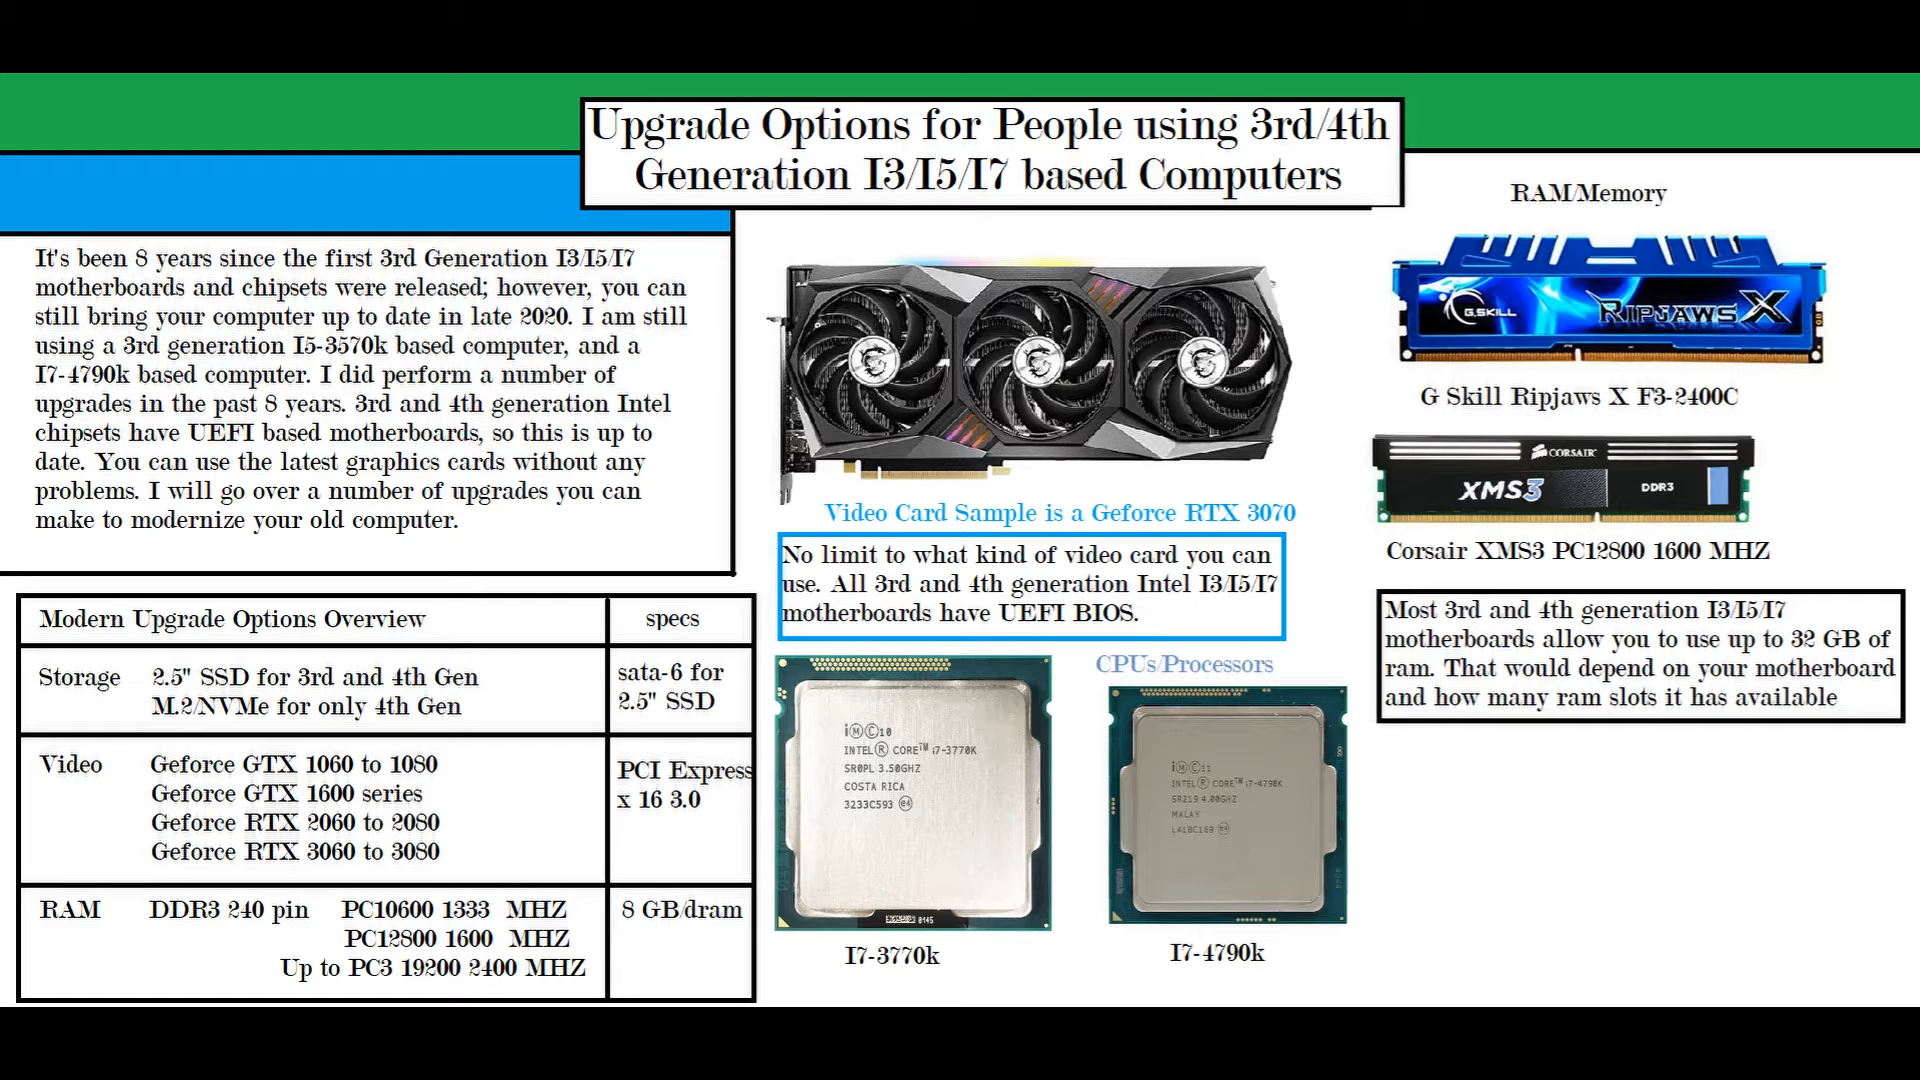 Upgrade Options for People using 3rd/4th
Generation I3/I5/I7 based Computers
It's been 8 years since the first 3rd Generation I3/I5/I7
motherboards and chipsets were released; however, you can
still bring your computer up to date in late 2020. I am still
using a 3rd generation I5-3570k based computer, and a
I7-4790k based computer. I did perform a number of
upgrades in the past 8 years. 3rd and 4th generation Intel
chipsets have UEFI based motherboards, so this is up to
date. You can use the latest graphics cards without any
problems. I will go over a number of upgrades you can
make to modernize your old computer.
Modern Upgrade Options Overview specs
Storage 2.5" SSD for 3rd and 4th Gen
M.2/NVMe for only 4th Gen
sata-6 for
2.5" SSD
Video Geforce GTX 1060 to 1080
Geforce GTX 1600 series
Geforce RTX 2060 to 2080
Geforce RTX 3060 to 3080
PCI Express
x 16 3.0
RAM DDR3 240 pin PC10600 1333 MHZ
PC12800 1600 MHZ
Up to PC3 19200 2400 MHZ
8 GB/dram
Video Card Sample is a Geforce RTX 3070
No limit to what kind of video card you can
use. All 3rd and 4th generation Intel I3/I5/I7
motherboards have UEFI BIOS.
CPUs/Processors
i Ⓜ Ⓒ 10
INTEL® CORE™ i7-3770K
SR0PL 3.50GHZ
COSTA RICA
3233C593 e4
0145
I7-3770k
i Ⓜ Ⓒ 11
INTEL® CORE™ i7-4790K
SR219 4.00GHZ
MALAY
L418C169 e4
I7-4790k
RAM/Memory
G.SKILL RIPJAWS X
G Skill Ripjaws X F3-2400C
CORSAIR
XMS3 DDR3
Corsair XMS3 PC12800 1600 MHZ
Most 3rd and 4th generation I3/I5/I7
motherboards allow you to use up to 32 GB of
ram. That would depend on your motherboard
and how many ram slots it has available